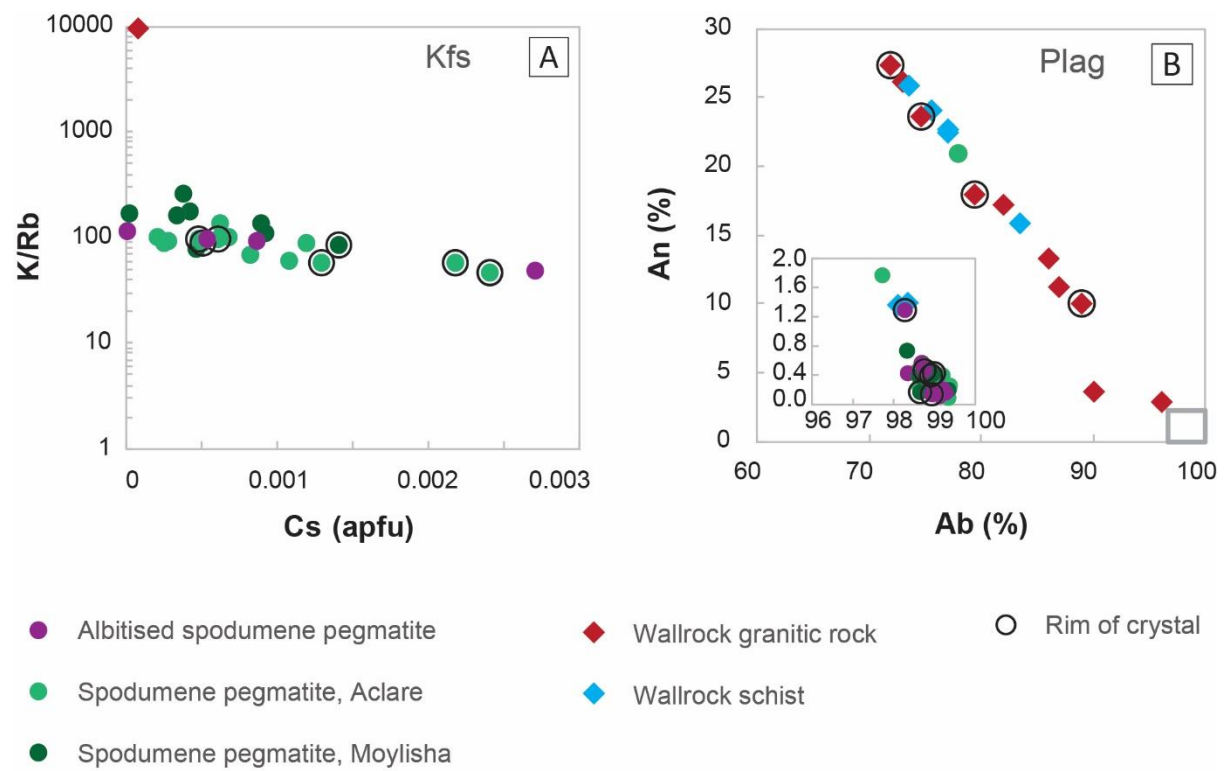 10000
1000
100
10
1
K/Rb
Kfs
A
0 0.001 0.002 0.003
Cs (apfu)
30
25
20
15
10
5
0
An (%)
Plag
B
2.0
1.6
1.2
0.8
0.4
0.0
96 97 98 99 100
60 70 80 90 100
Ab (%)
Albitised spodumene pegmatite
Spodumene pegmatite, Aclare
Spodumene pegmatite, Moylisha
Wallrock granitic rock
Wallrock schist
Rim of crystal